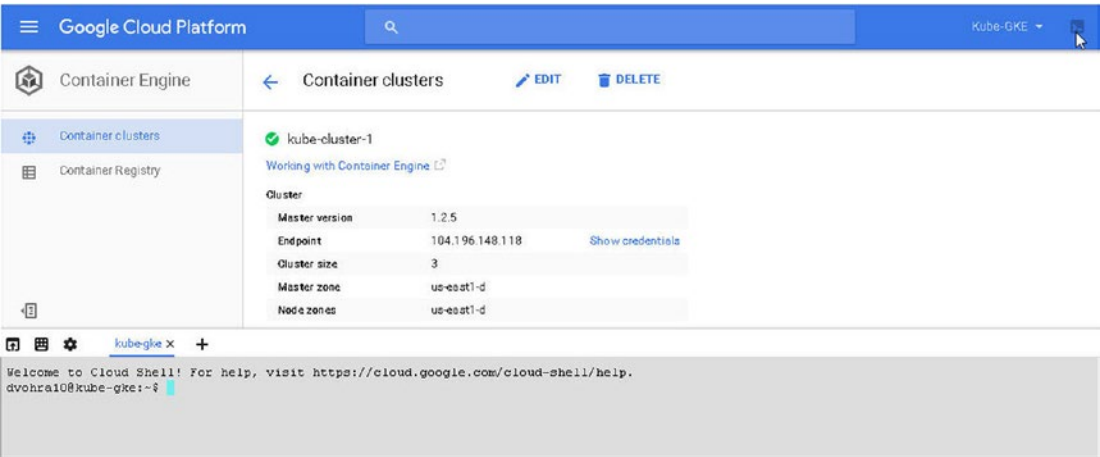 Google Cloud Platform
Kube-GKE
Container Engine
Container clusters
EDIT
DELETE
Container clusters
Container Registry
kube-cluster-1
Working with Container Engine
Cluster
Master version 1.2.5
Endpoint 104.196.148.118 Show credentials
Cluster size 3
Master zone us-east1-d
Node zones us-east1-d
kube-gke x +
Welcome to Cloud Shell! For help, visit https://cloud.google.com/cloud-shell/help.
dvohra10@kube-gke:~$